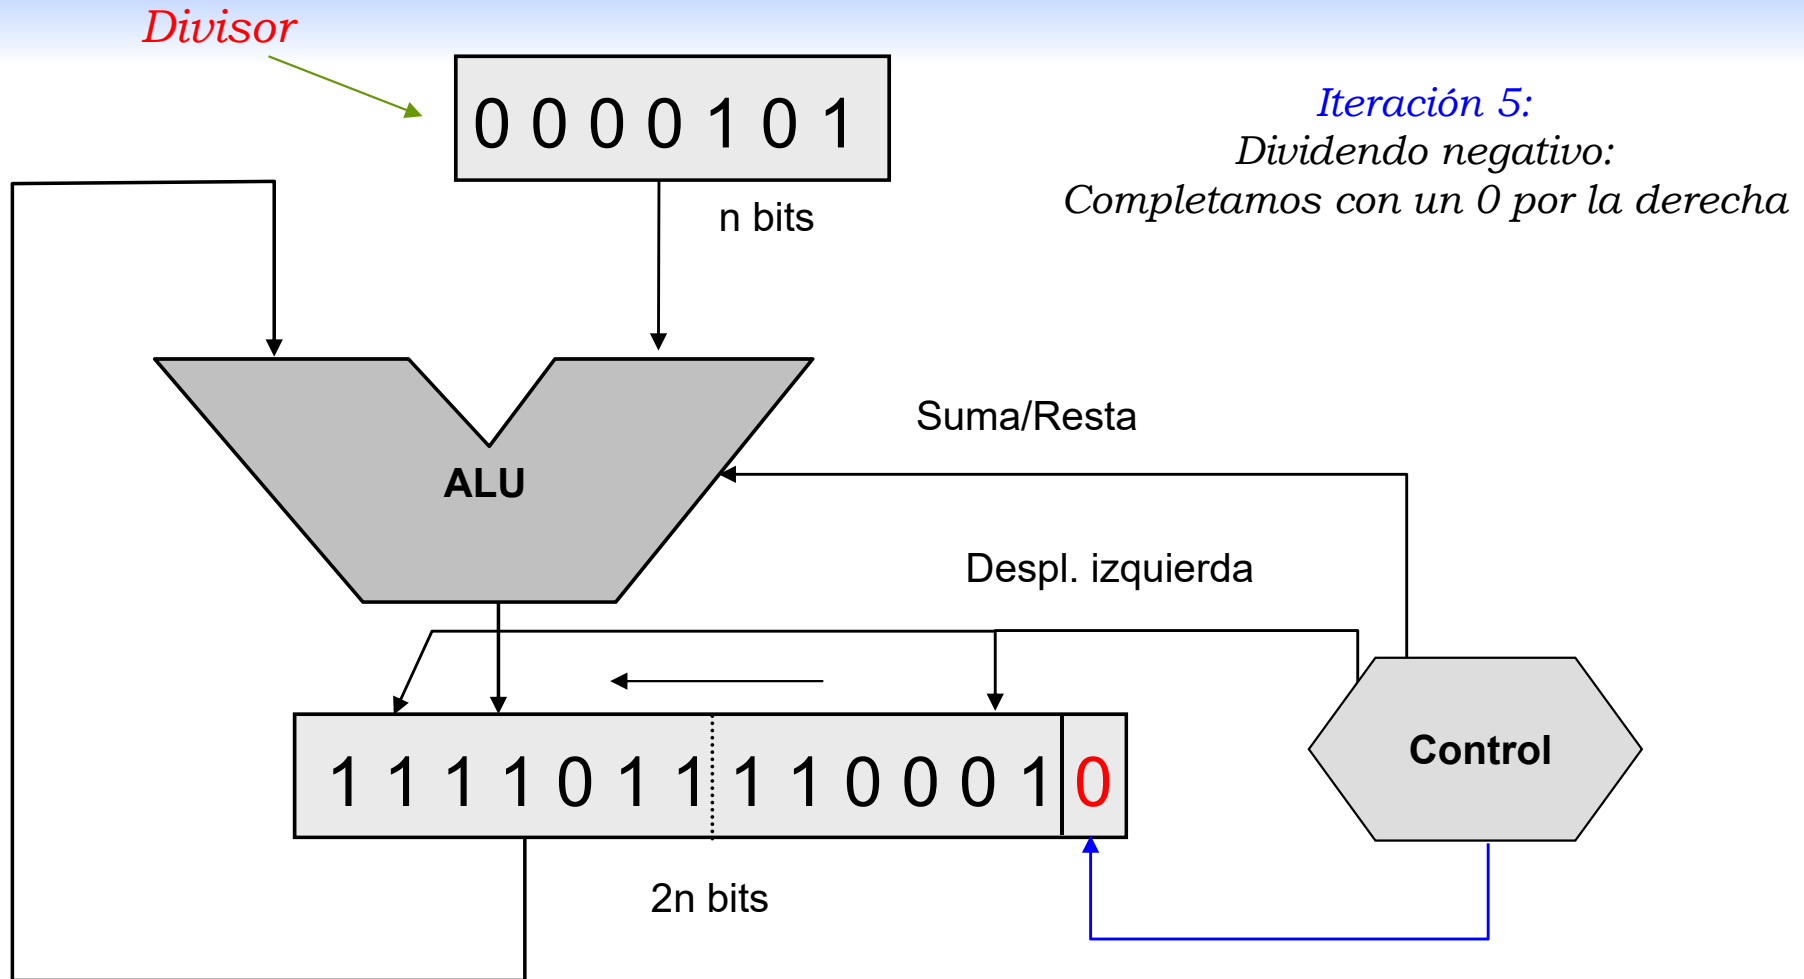 Divisor
0 0 0 0 1 0 1
Iteración 5:
Dividendo negativo:
Completamos con un 0 por la derecha
n bits
Suma/Resta
ALU
Despl. izquierda
1 1 1 1 0 1 1 1 1 0 0 0 1 0
Control
2n bits